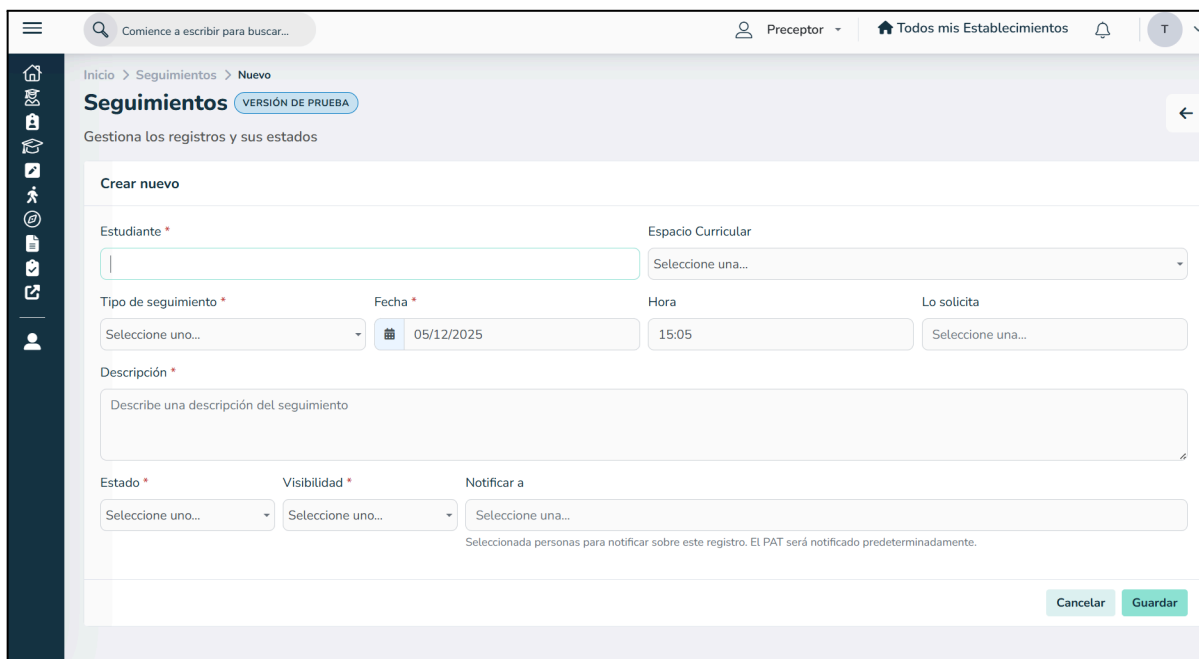 Comience a escribir para buscar...
Preceptor
Todos mis Establecimientos
T
Inicio > Seguimientos > Nuevo
Seguimientos VERSIÓN DE PRUEBA
Gestiona los registros y sus estados
Crear nuevo
Estudiante *
Espacio Curricular
Seleccione una...
Tipo de seguimiento *
Fecha *
Hora
Lo solicita
Seleccione uno...
05/12/2025
15:05
Seleccione una...
Descripción *
Describe una descripción del seguimiento
Estado *
Visibilidad *
Notificar a
Seleccione uno...
Seleccione uno...
Seleccione una...
Seleccionada personas para notificar sobre este registro. El PAT será notificado predeterminadamente.
Cancelar
Guardar